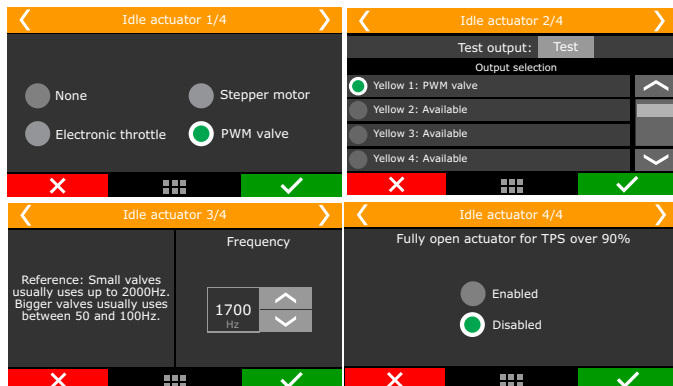 Idle actuator 1/4
None
Stepper motor
Electronic throttle
PWM valve
Idle actuator 2/4
Test output:
Test
Output selection
Yellow 1: PWM valve
Yellow 2: Available
Yellow 3: Available
Yellow 4: Available
Idle actuator 3/4
Reference: Small valves
usually uses up to 2000Hz.
Bigger valves usually uses
between 50 and 100Hz.
Frequency
1700
Hz
Idle actuator 4/4
Fully open actuator for TPS over 90%
Enabled
Disabled